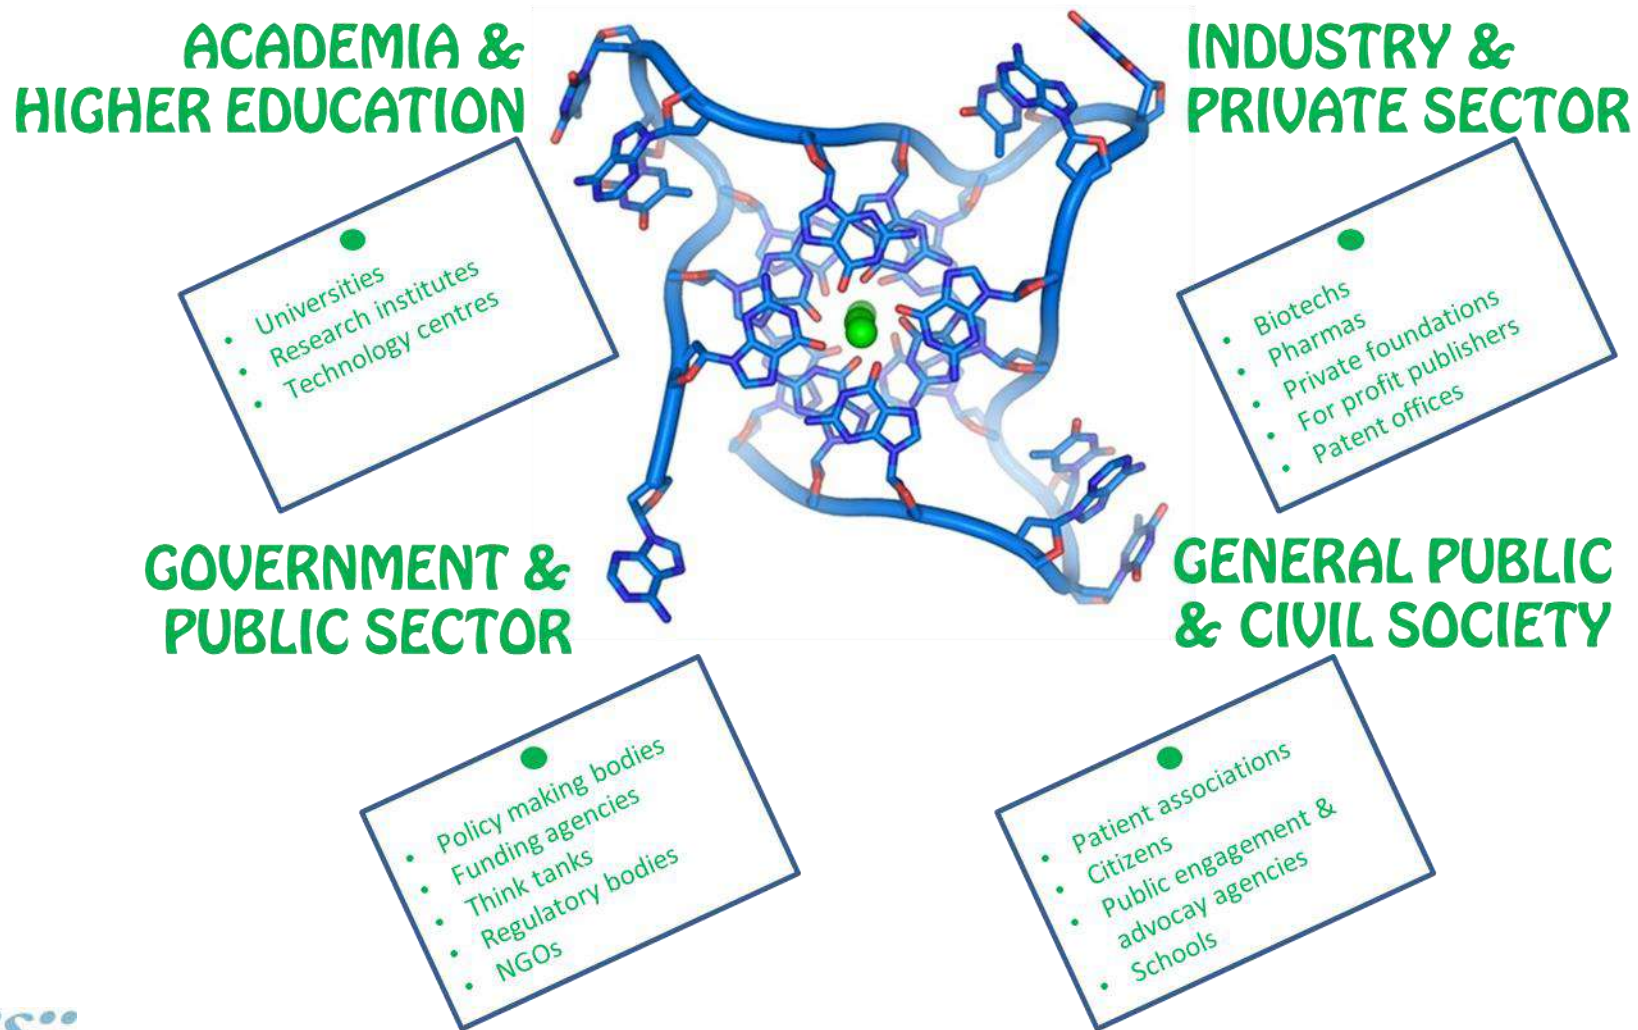 ACADEMIA &
HIGHER EDUCATION
• Universities
• Research institutes
• Technology centres
INDUSTRY &
PRIVATE SECTOR
• Biotechs
• Pharmas
• Private foundations
• For profit publishers
• Patent offices
GOVERNMENT &
PUBLIC SECTOR
• Policy making bodies
• Funding agencies
• Think tanks
• Regulatory bodies
• NGOs
GENERAL PUBLIC
& CIVIL SOCIETY
• Patient associations
• Citizens
• Public engagement &
advocay agencies
• Schools